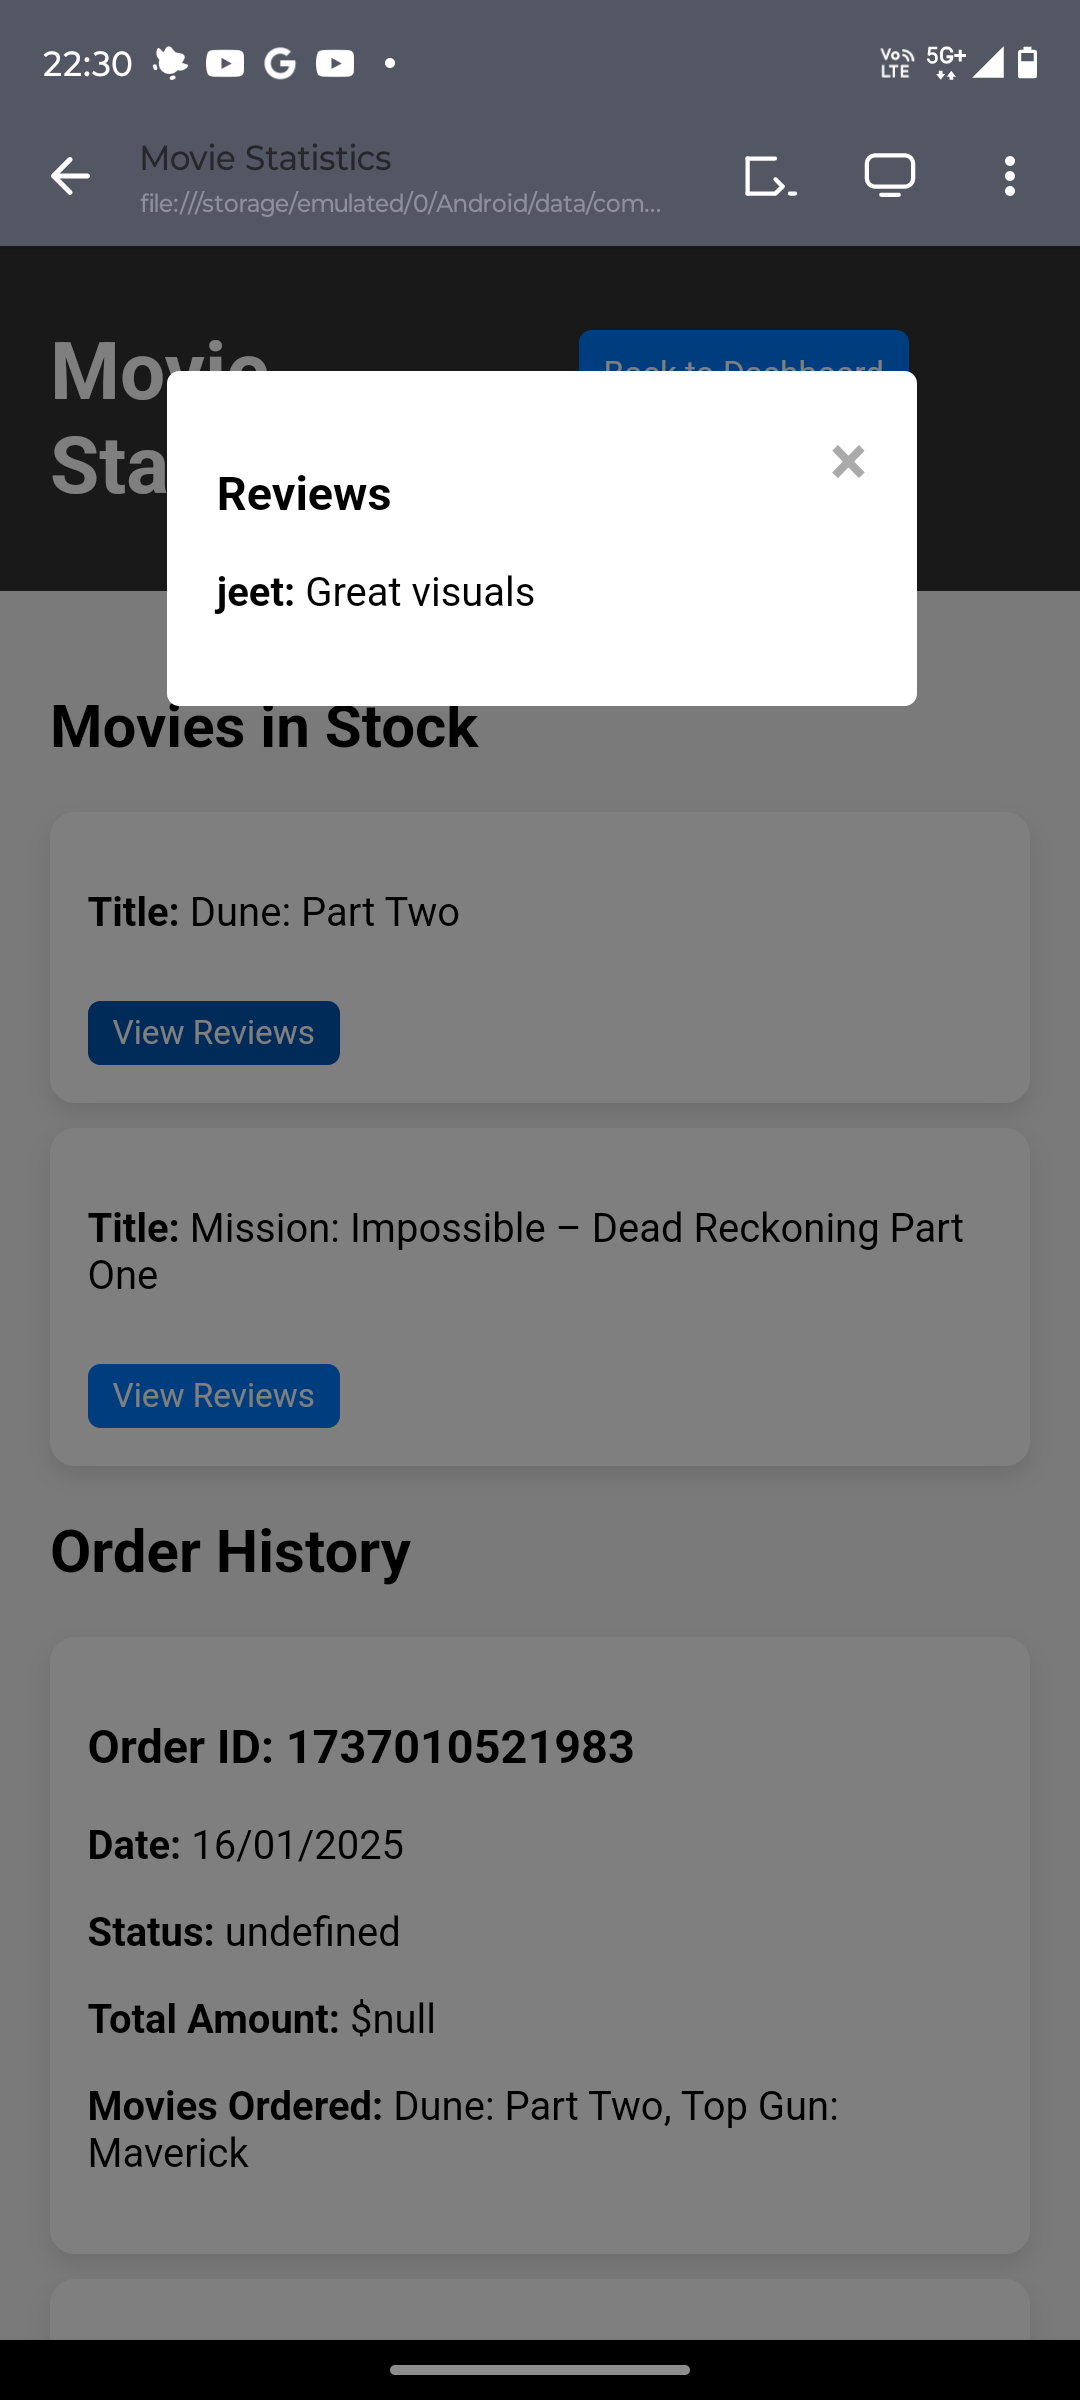 22:30
Vo LTE 5G+
Movie Statistics
file:///storage/emulated/0/Android/data/com...
Movie
Back to Dashboard
Sta
Reviews
jeet: Great visuals
Movies in Stock
Title: Dune: Part Two
View Reviews
Title: Mission: Impossible – Dead Reckoning Part
One
View Reviews
Order History
Order ID: 1737010521983
Date: 16/01/2025
Status: undefined
Total Amount: $null
Movies Ordered: Dune: Part Two, Top Gun:
Maverick